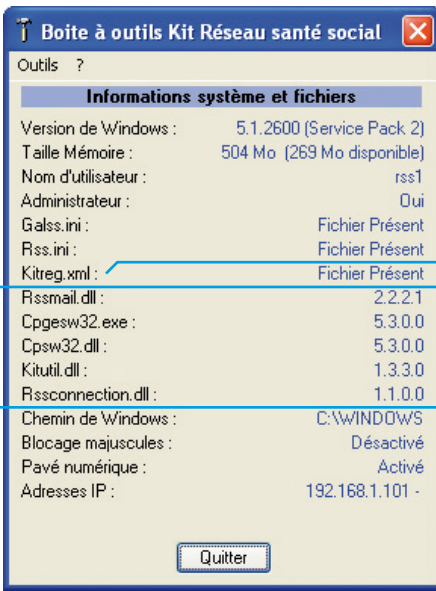 Boite à outils Kit Réseau santé social
Outils ?
Informations système et fichiers
Version de Windows : 5.1.2600 (Service Pack 2)
Taille Mémoire : 504 Mo (269 Mo disponible)
Nom d'utilisateur : rss1
Administrateur : Oui
Galss.ini : Fichier Présent
Rss.ini : Fichier Présent
Kitreg.xml : Fichier Présent
Rssmail.dll : 2.2.2.1
Cpgesw32.exe : 5.3.0.0
Cpsw32.dll : 5.3.0.0
Kitutil.dll : 1.3.3.0
Rssconnection.dll : 1.1.0.0
Chemin de Windows : C:\WINDOWS
Blocage majuscules : Désactivé
Pavé numérique : Activé
Adresses IP : 192.168.1.101 -
Quitter